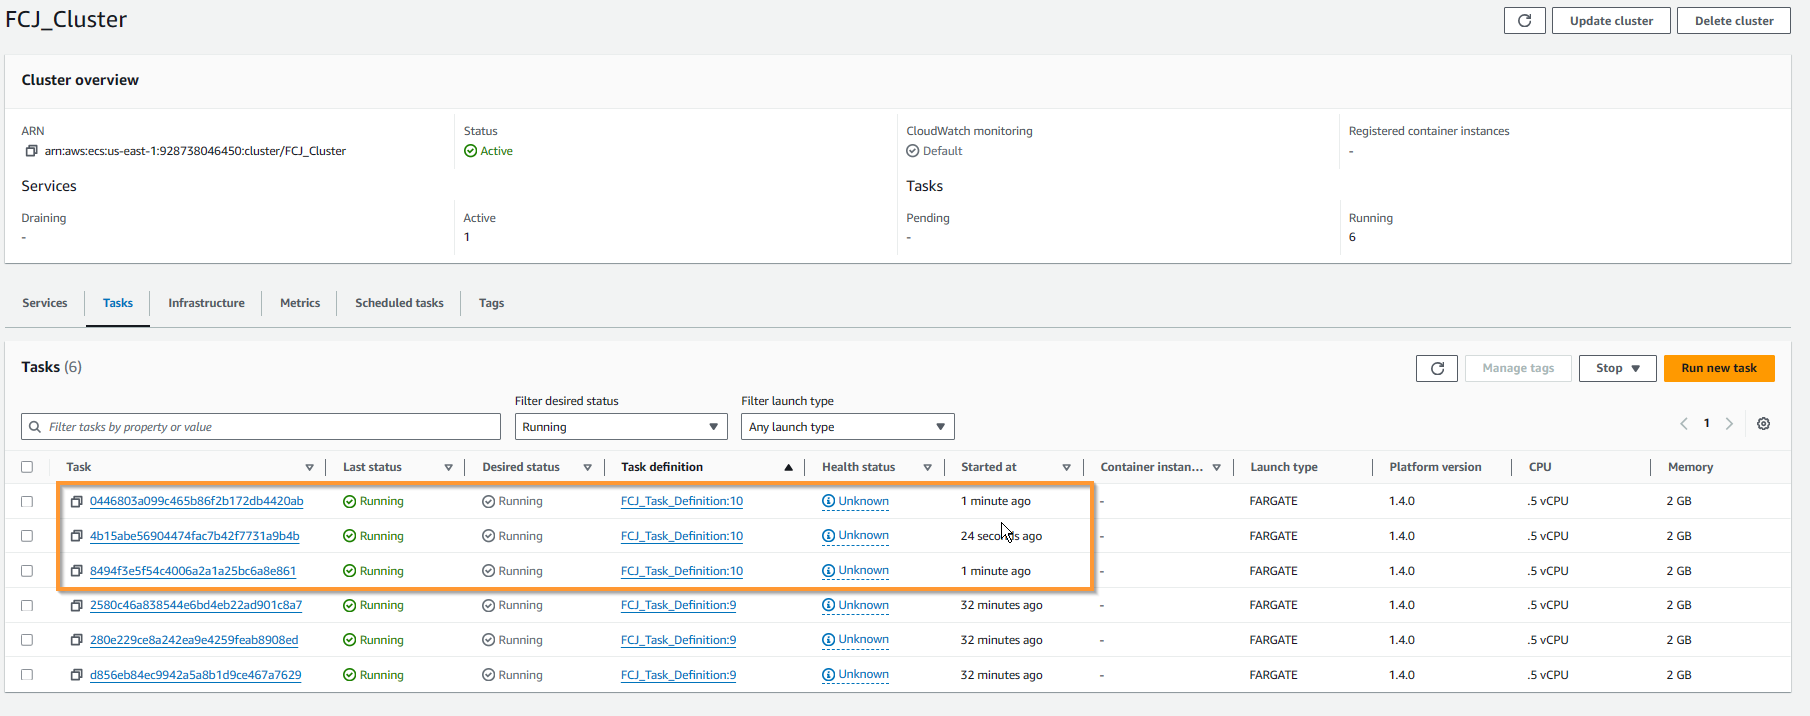 FCJ_Cluster
Update cluster
Delete cluster
Cluster overview
ARN
Status
CloudWatch monitoring
Registered container instances
arn:aws:ecs:us-east-1:928738046450:cluster/FCJ_Cluster
Active
Default
-
Services
Tasks
Draining
Active
Pending
Running
-
1
-
6
Services Tasks Infrastructure Metrics Scheduled tasks Tags
Tasks (6)
Manage tags
Stop
Run new task
Filter desired status
Filter launch type
Filter tasks by property or value
Running
Any launch type
1
Task Last status Desired status Task definition Health status Started at Container instan... Launch type Platform version CPU Memory
0446803a099c465b86f2b172db4420ab Running Running FCJ_Task_Definition:10 Unknown 1 minute ago - FARGATE 1.4.0 .5 vCPU 2 GB
4b15abe56904474fac7b42f7731a9b4b Running Running FCJ_Task_Definition:10 Unknown 24 seconds ago - FARGATE 1.4.0 .5 vCPU 2 GB
8494f3e5f54c4006a2a1a25bc6a8e861 Running Running FCJ_Task_Definition:10 Unknown 1 minute ago - FARGATE 1.4.0 .5 vCPU 2 GB
2580c46a838544e6bd4eb22ad901c8a7 Running Running FCJ_Task_Definition:9 Unknown 32 minutes ago - FARGATE 1.4.0 .5 vCPU 2 GB
280e229ce8a242ea9e4259feab8908ed Running Running FCJ_Task_Definition:9 Unknown 32 minutes ago - FARGATE 1.4.0 .5 vCPU 2 GB
d856eb84ec9942a5a8b1d9ce467a7629 Running Running FCJ_Task_Definition:9 Unknown 32 minutes ago - FARGATE 1.4.0 .5 vCPU 2 GB